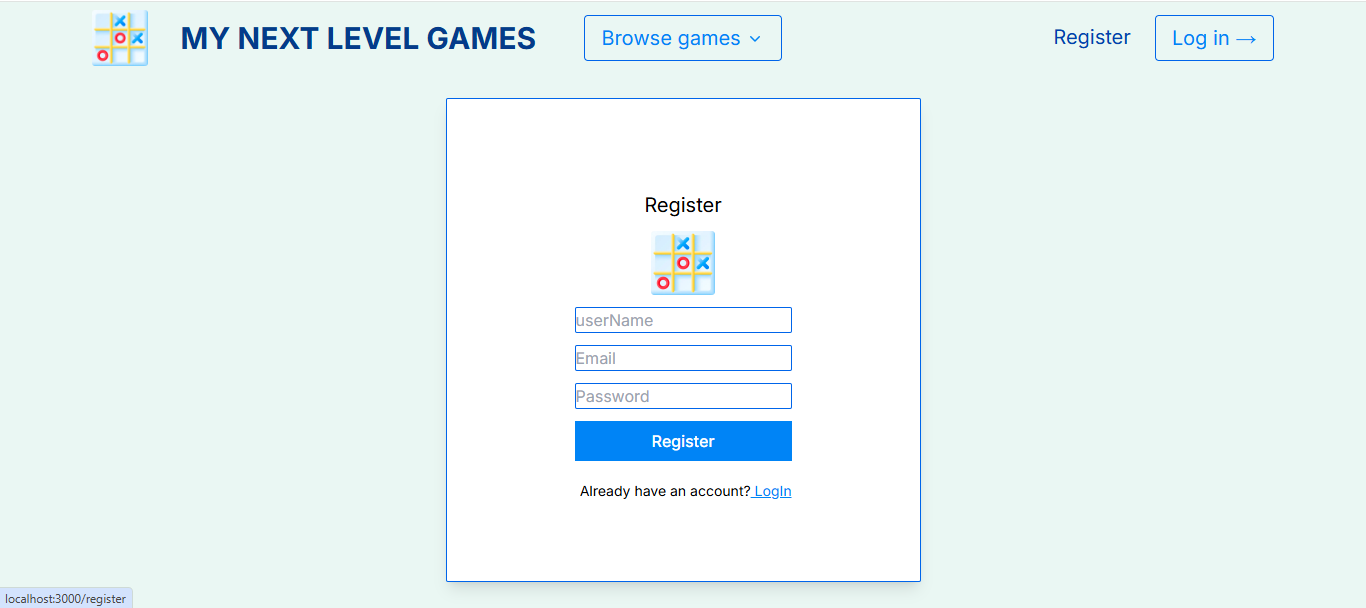 MY NEXT LEVEL GAMES
Browse games
Register
Log in →
Register
userName
Email
Password
Register
Already have an account? LogIn
localhost:3000/register